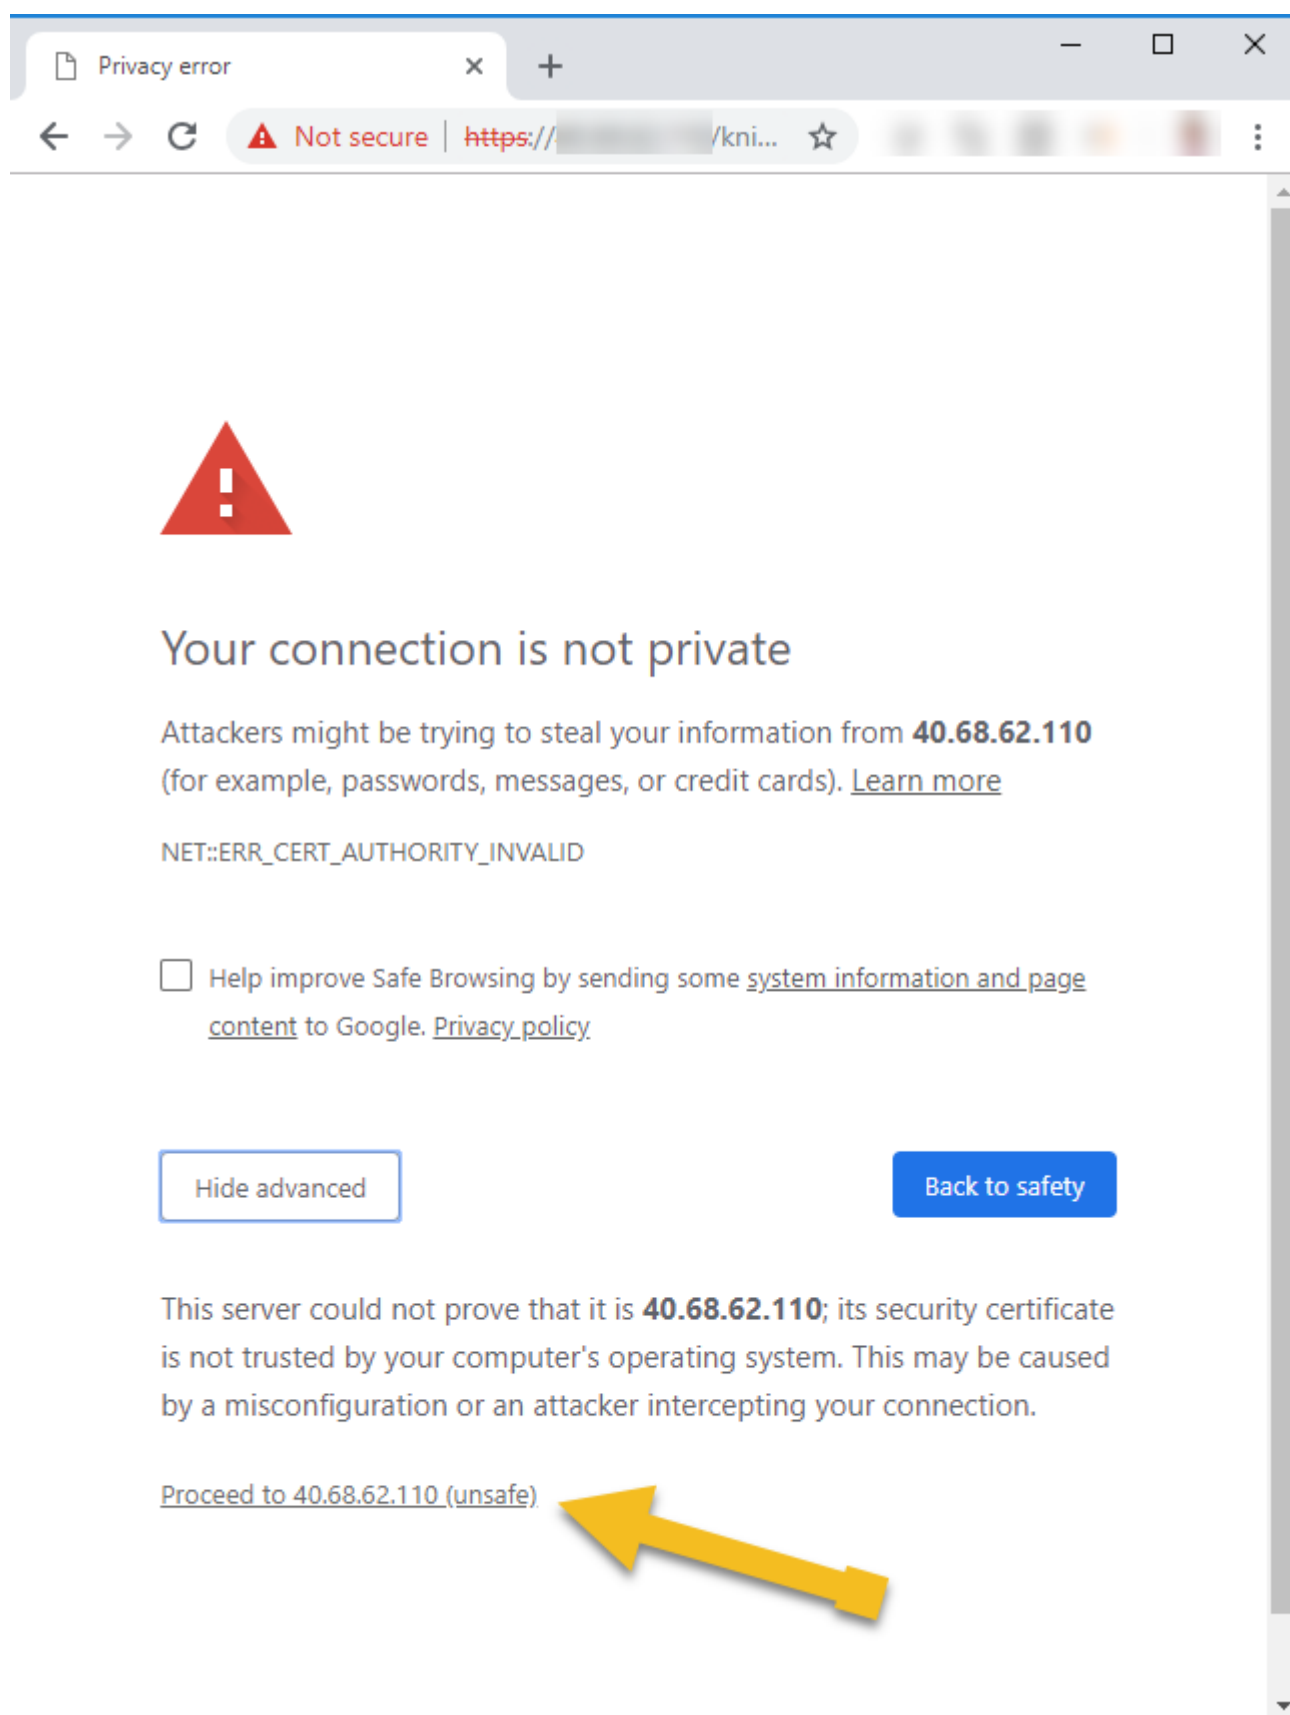 Privacy error
Not secure | https:// /kni...
Your connection is not private
Attackers might be trying to steal your information from 40.68.62.110
(for example, passwords, messages, or credit cards). Learn more
NET::ERR_CERT_AUTHORITY_INVALID
Help improve Safe Browsing by sending some system information and page
content to Google. Privacy policy
Hide advanced
Back to safety
This server could not prove that it is 40.68.62.110; its security certificate
is not trusted by your computer's operating system. This may be caused
by a misconfiguration or an attacker intercepting your connection.
Proceed to 40.68.62.110 (unsafe)